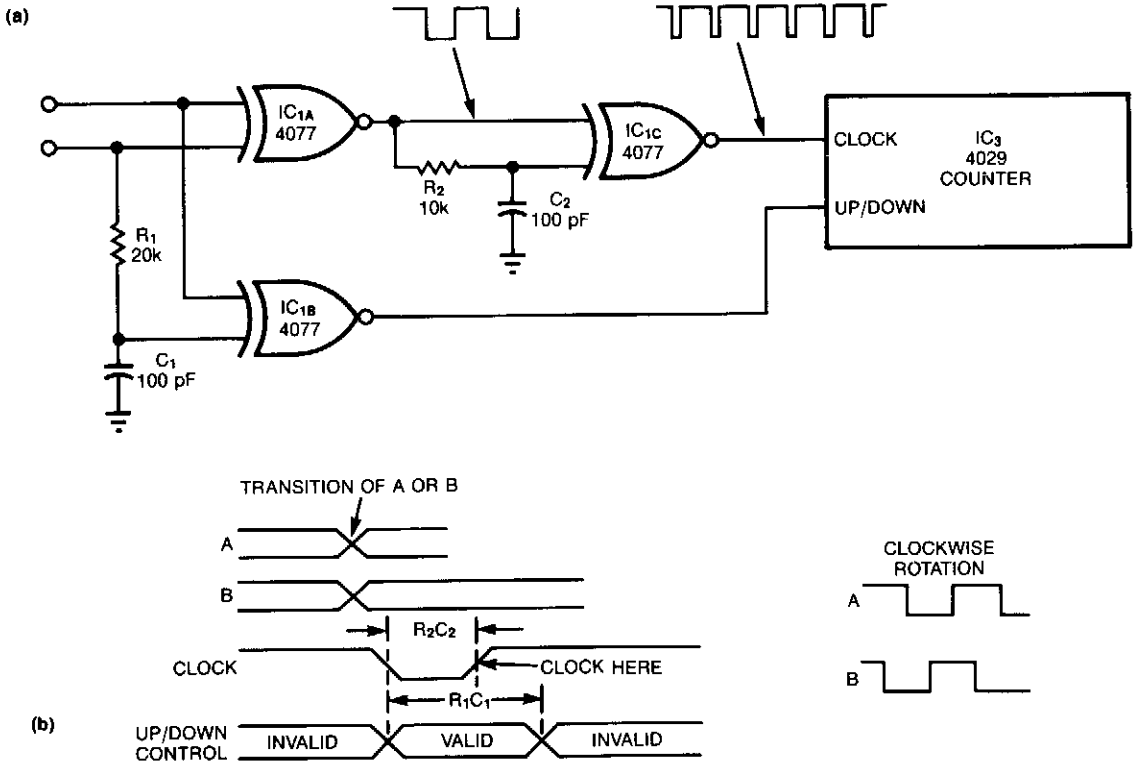 (a)
IC1A
4077
IC1C
4077
CLOCK
IC3
4029
COUNTER
UP/DOWN
R2
10k
C2
100 pF
R1
20k
IC1B
4077
C1
100 pF
TRANSITION OF A OR B
A
B
R2C2
CLOCK
CLOCK HERE
R1C1
(b)
UP/DOWN
CONTROL
INVALID
VALID
INVALID
CLOCKWISE
ROTATION
A
B